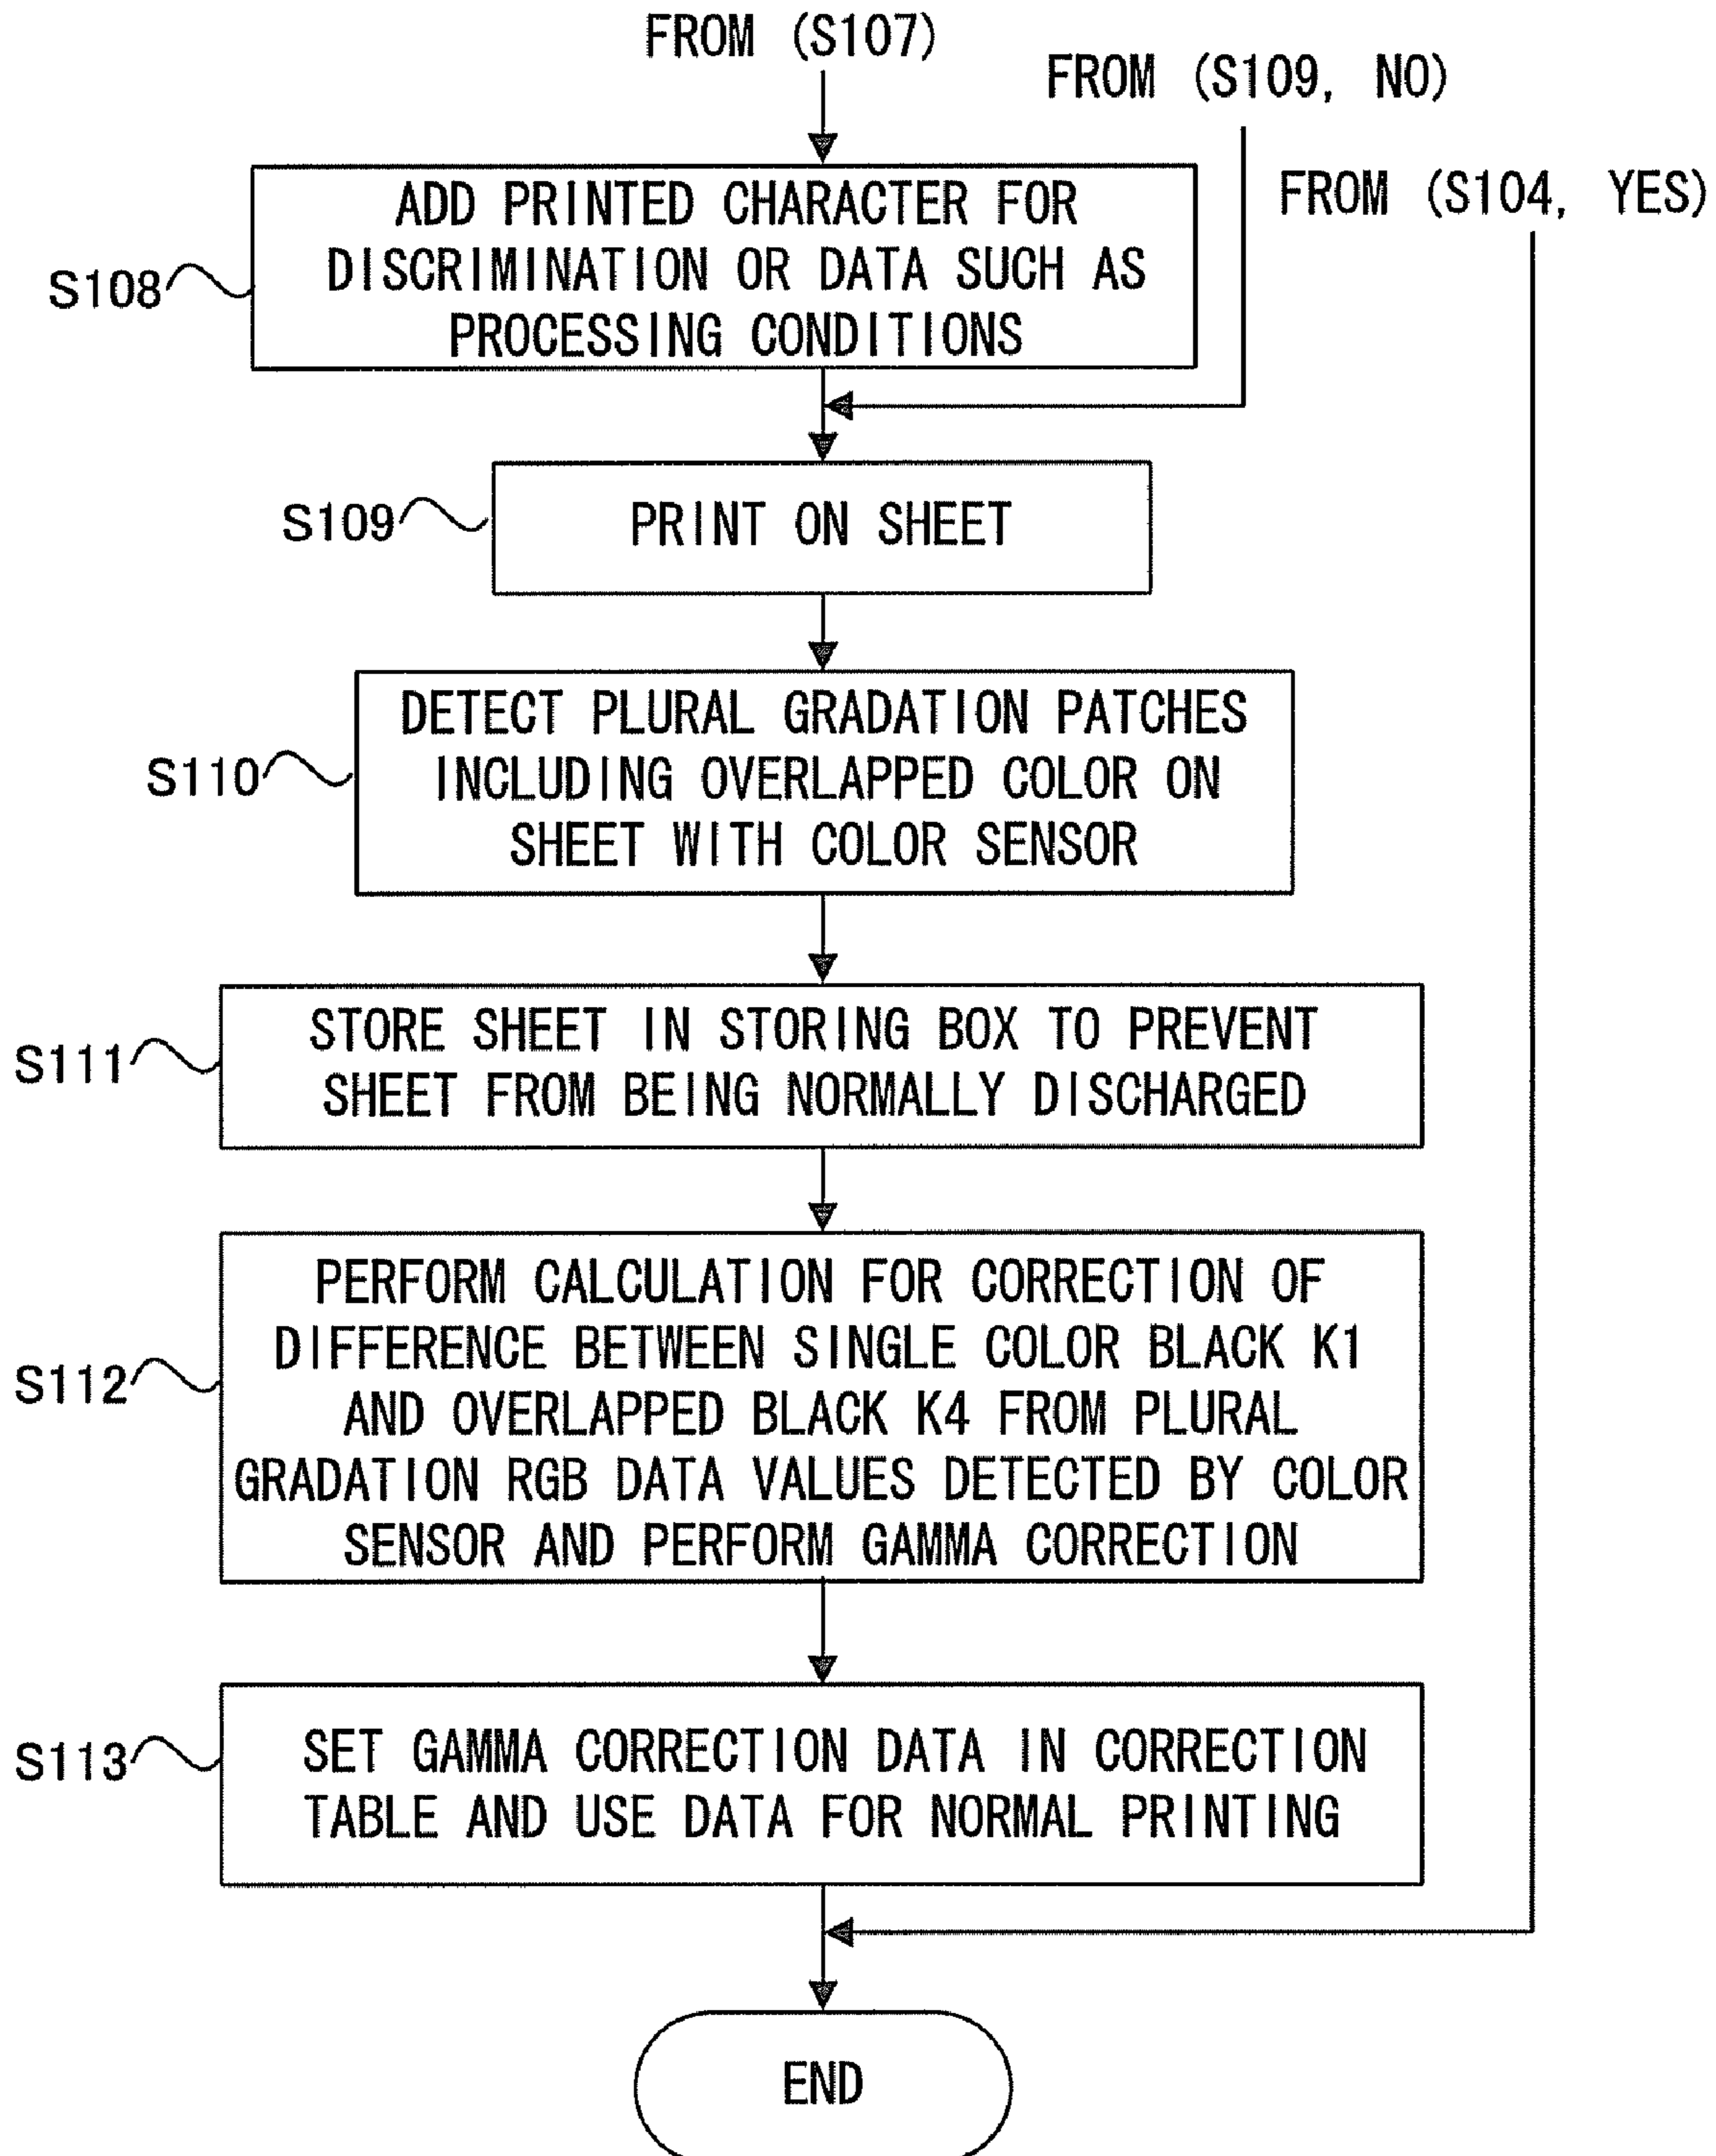 FROM (S107)
FROM (S109, NO)
FROM (S104, YES)
S108
ADD PRINTED CHARACTER FOR
DISCRIMINATION OR DATA SUCH AS
PROCESSING CONDITIONS
S109
PRINT ON SHEET
S110
DETECT PLURAL GRADATION PATCHES
INCLUDING OVERLAPPED COLOR ON
SHEET WITH COLOR SENSOR
S111
STORE SHEET IN STORING BOX TO PREVENT
SHEET FROM BEING NORMALLY DISCHARGED
S112
PERFORM CALCULATION FOR CORRECTION OF
DIFFERENCE BETWEEN SINGLE COLOR BLACK K1
AND OVERLAPPED BLACK K4 FROM PLURAL
GRADATION RGB DATA VALUES DETECTED BY COLOR
SENSOR AND PERFORM GAMMA CORRECTION
S113
SET GAMMA CORRECTION DATA IN CORRECTION
TABLE AND USE DATA FOR NORMAL PRINTING
END